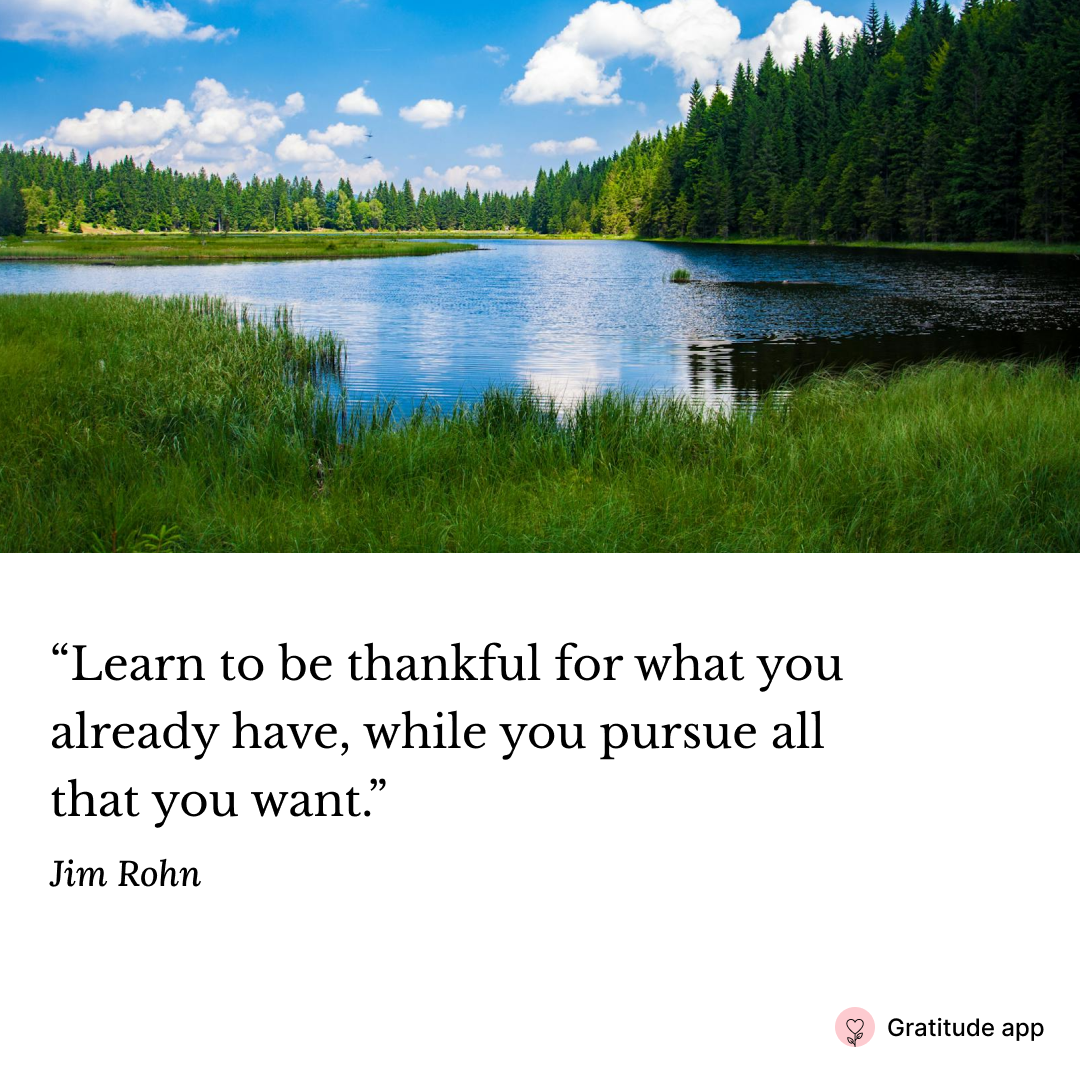 “Learn to be thankful for what you
already have, while you pursue all
that you want.”
Jim Rohn
Gratitude app